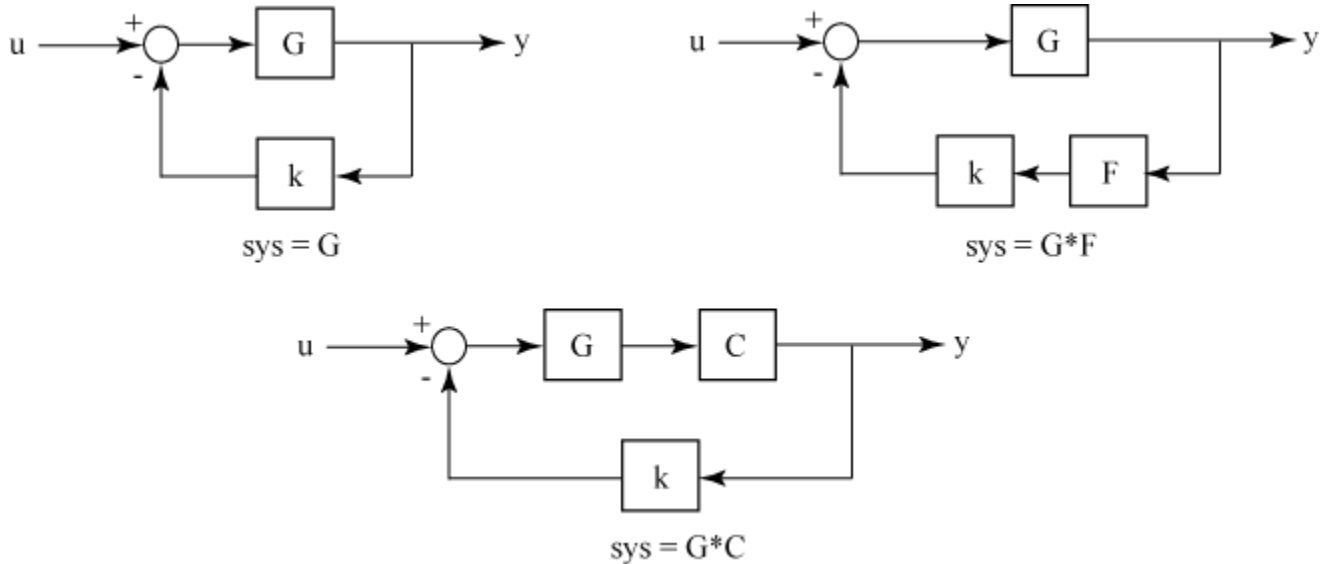 u + - G y
k
sys = G
u + - G y
k F
sys = G*F
u + - G C y
k
sys = G*C